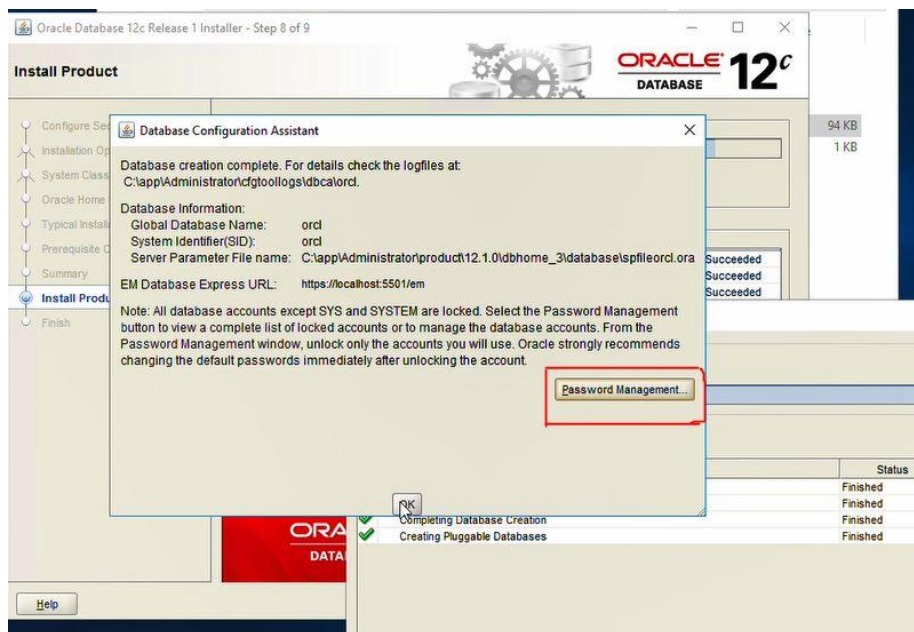 Oracle Database 12c Release 1 Installer - Step 8 of 9
Install Product
ORACLE
DATABASE
12c
94 KB
1 KB
Configure Sec
Installation Op
System Class
Oracle Home
Typical Install
Prerequisite C
Summary
Install Produ
Finish
Database Configuration Assistant
Database creation complete. For details check the logfiles at:
C:\app\Administrator\cfgtoollogs\dbca\orcl.
Database Information:
Global Database Name: orcl
System Identifier(SID): orcl
Server Parameter File name: C:\app\Administrator\product\12.1.0\dbhome_3\database\spfileorcl.ora
EM Database Express URL: https://localhost:5501/em
Note: All database accounts except SYS and SYSTEM are locked. Select the Password Management
button to view a complete list of locked accounts or to manage the database accounts. From the
Password Management window, unlock only the accounts you will use. Oracle strongly recommends
changing the default passwords immediately after unlocking the account.
Password Management...
OK
Succeeded
Succeeded
Succeeded
Status
Finished
Finished
Completing Database Creation Finished
Creating Pluggable Databases Finished
ORA
DATA
Help